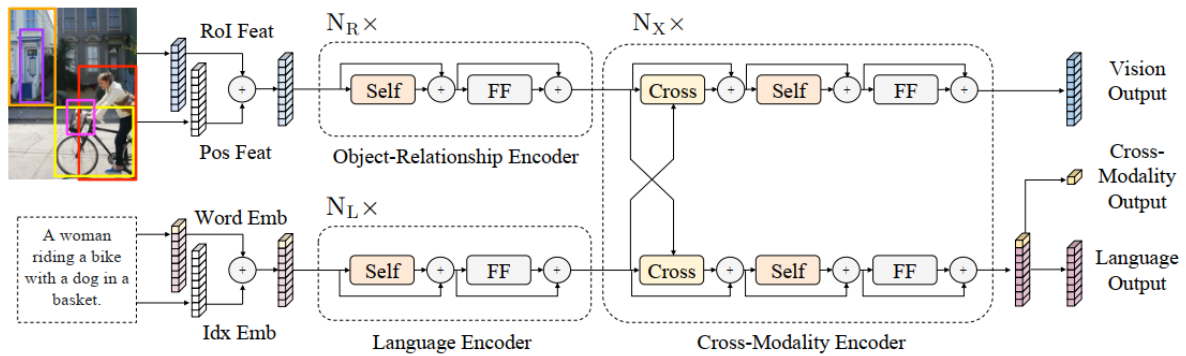 RoI Feat
+
Pos Feat
N_R ×
Self
+
FF
+
Object-Relationship Encoder
N_X ×
Cross
+
Self
+
FF
+
Vision
Output
Cross-
Modality
Output
A woman
riding a bike
with a dog in a
basket.
Word Emb
+
Idx Emb
N_L ×
Self
+
FF
+
Language Encoder
Cross
+
Self
+
FF
+
Cross-Modality Encoder
Language
Output